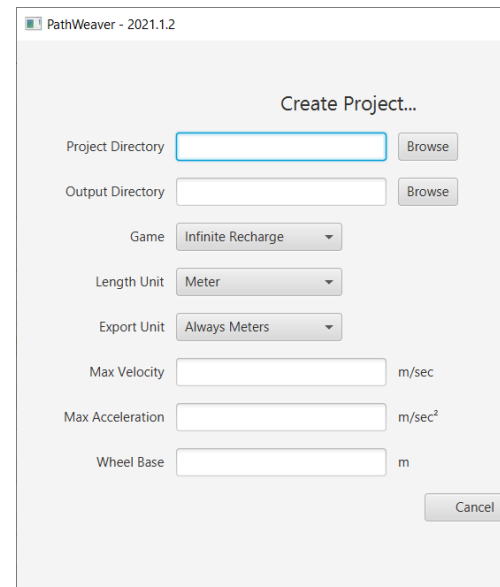 PathWeaver - 2021.1.2
Create Project...
Project Directory Browse
Output Directory Browse
Game Infinite Recharge
Length Unit Meter
Export Unit Always Meters
Max Velocity m/sec
Max Acceleration m/sec²
Wheel Base m
Cancel